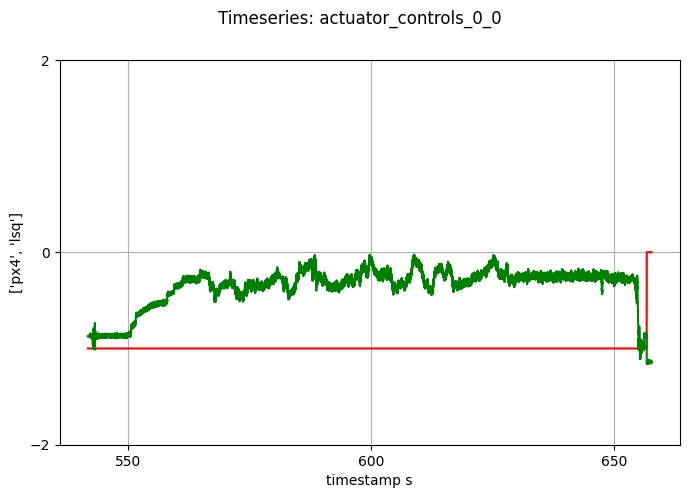 Timeseries: actuator_controls_0_0
2
0
−2
['px4', 'lsq']
550
600
650
timestamp s